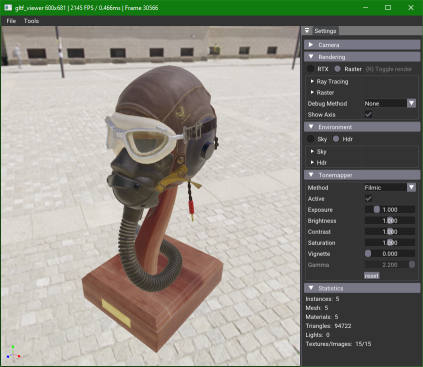 gltf_viewer 600x681 | 2145 FPS / 0.466ms | Frame 30566
File Tools
Settings
Camera
Rendering
RTX Raster (R) Toggle render
Ray Tracing
Raster
Debug Method None
Show Axis
Environment
Sky Hdr
Sky
Hdr
Tonemapper
Method Filmic
Active
Exposure 1.000
Brightness 1.000
Contrast 1.000
Saturation 1.000
Vignette 0.000
Gamma 2.200
reset
Statistics
Instances: 5
Mesh: 5
Materials: 5
Triangles: 94722
Lights: 0
Textures/Images: 15/15